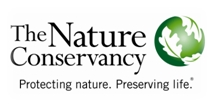 The Nature
Conservancy
Protecting nature. Preserving life.®